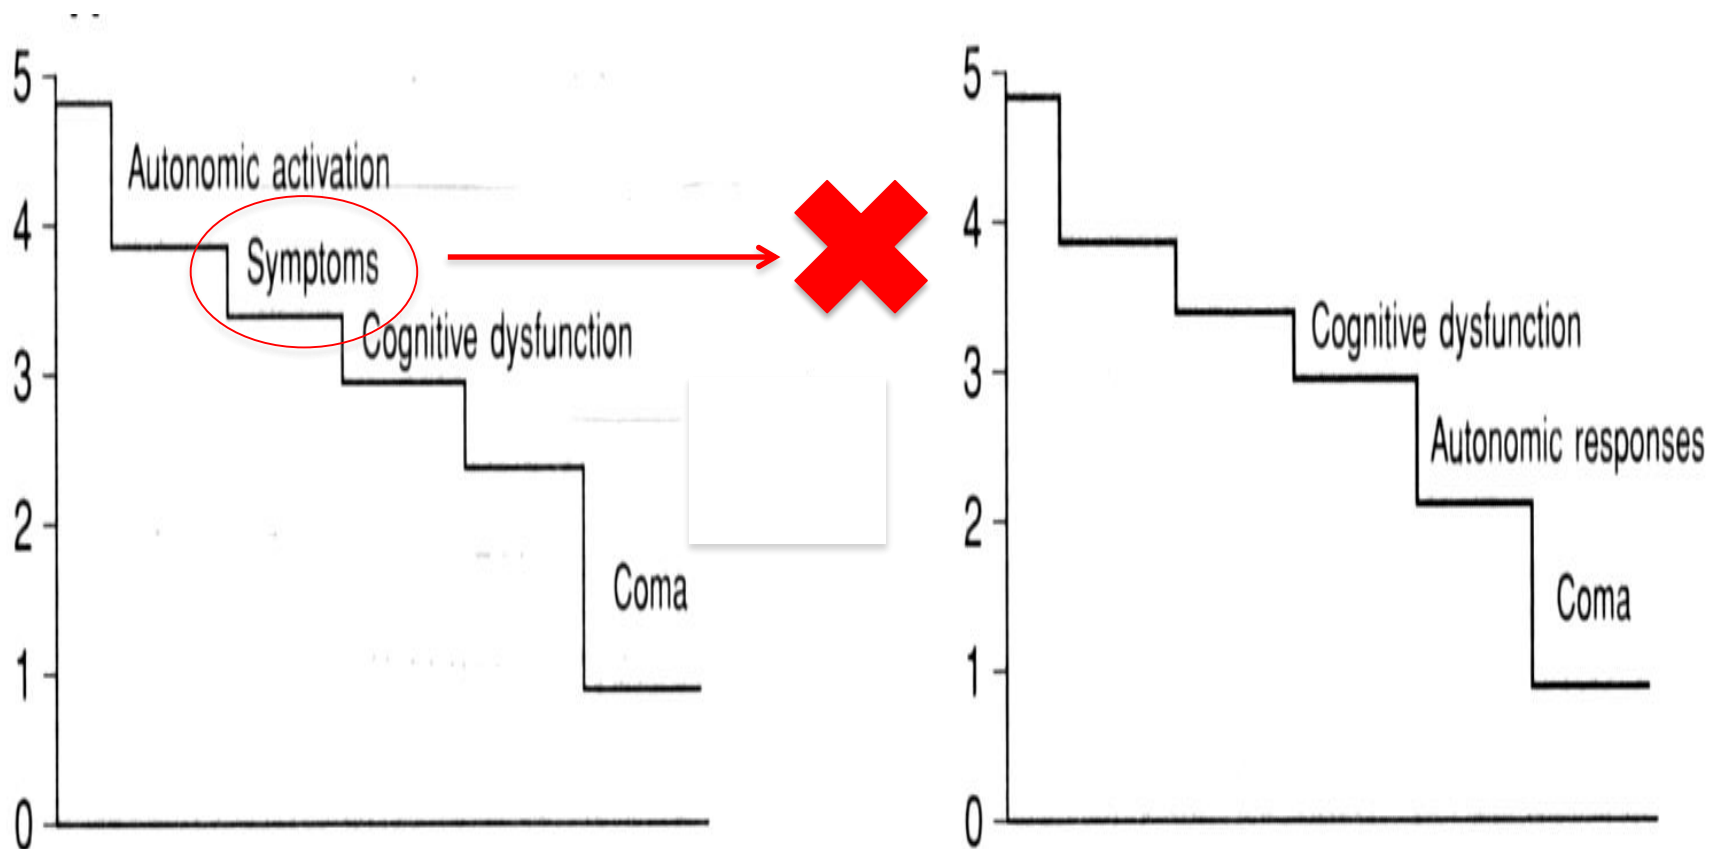 5
Autonomic activation
4
Symptoms
Cognitive dysfunction
3
2
Coma
1
0
5
4
Cognitive dysfunction
3
Autonomic responses
2
Coma
1
0